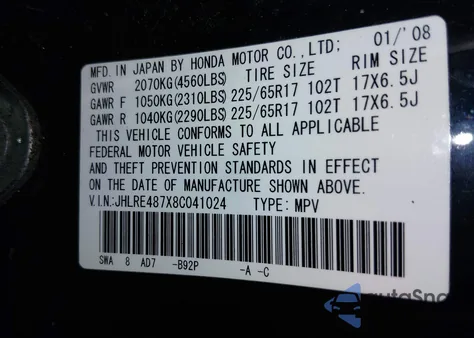 MFD. IN JAPAN BY HONDA MOTOR CO.,LTD; 01/'08
GVWR 2070KG(4560LBS) TIRE SIZE RIM SIZE
GAWR F 1050KG(2310LBS) 225/65R17 102T 17X6.5J
GAWR R 1040KG(2290LBS) 225/65R17 102T 17X6.5J
THIS VEHICLE CONFORMS TO ALL APPLICABLE
FEDERAL MOTOR VEHICLE SAFETY
AND THEFT PREVENTION STANDARDS IN EFFECT
ON THE DATE OF MANUFACTURE SHOWN ABOVE.
V.I.N:JHLRE487X8C041024 TYPE: MPV
SWA 8 AD7 -B92P -A -C